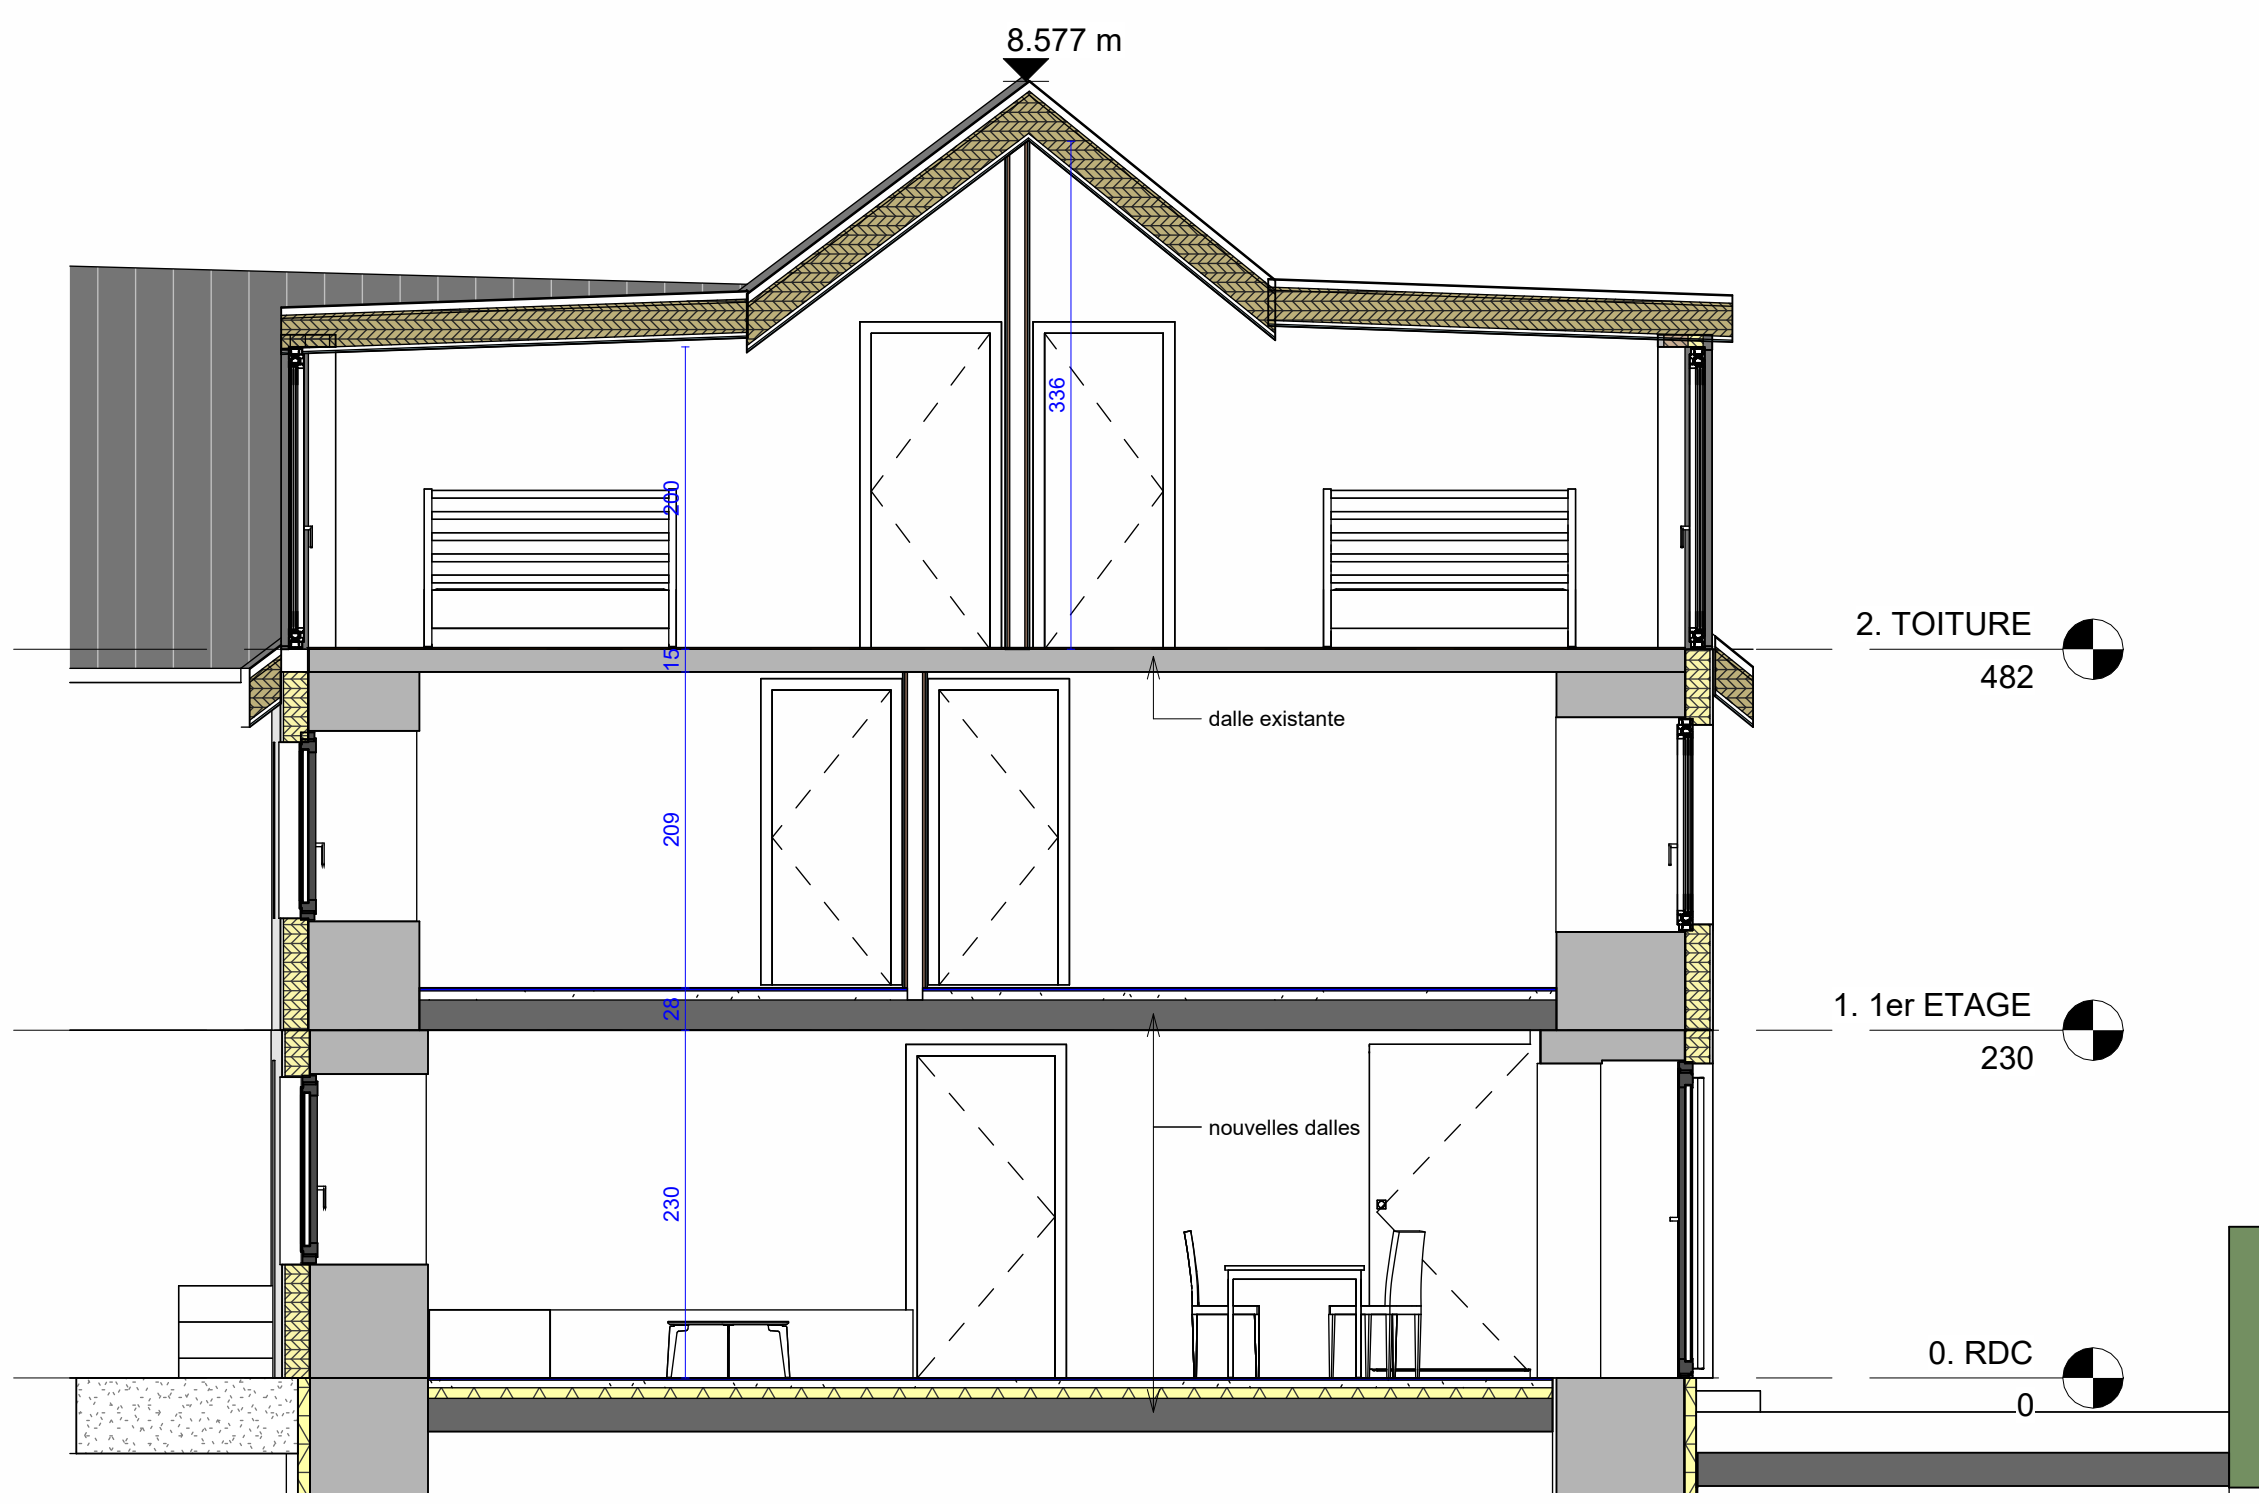 8.577 m
336
200
2. TOITURE
15
482
dalle existante
209
1. 1er ETAGE
28
230
nouvelles dalles
230
0. RDC
0